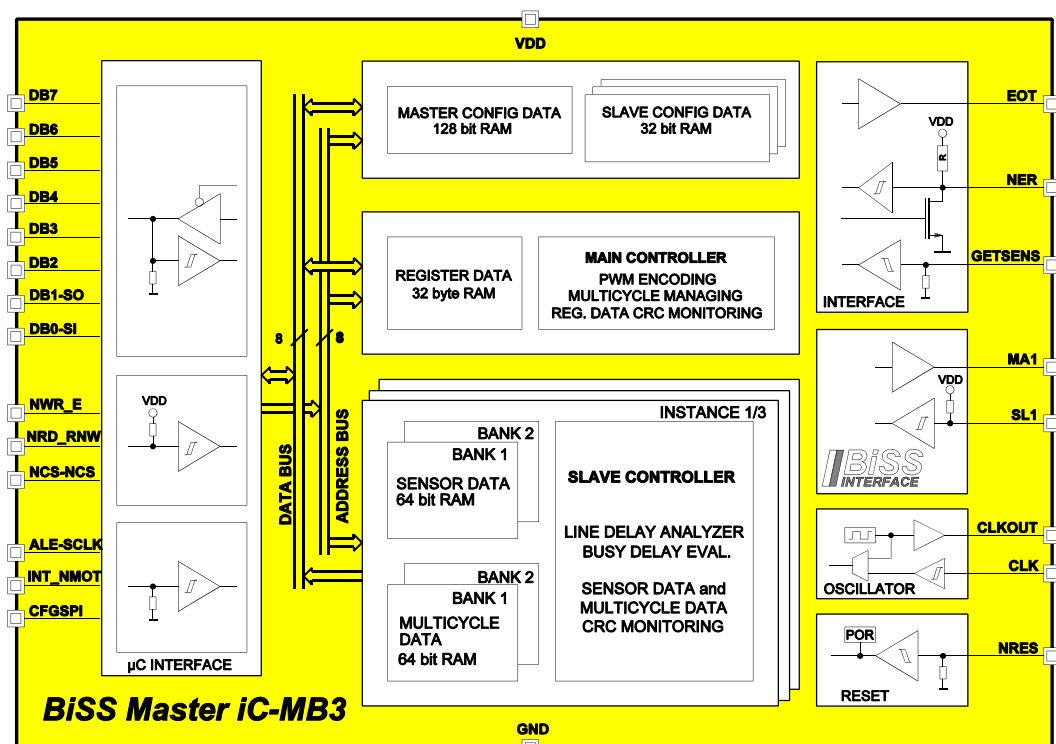 VDD
DB7
DB6
DB5
DB4
DB3
DB2
DB1-SO
DB0-SI
NWR_E
NRD_RNW
NCS-NCS
ALE-SCLK
INT_NMOT
CFGSPI
VDD
µC INTERFACE
8
8
DATA BUS
ADDRESS BUS
MASTER CONFIG DATA
128 bit RAM
SLAVE CONFIG DATA
32 bit RAM
REGISTER DATA
32 byte RAM
MAIN CONTROLLER
PWM ENCODING
MULTICYCLE MANAGING
REG. DATA CRC MONITORING
INSTANCE 1/3
BANK 2
BANK 1
SENSOR DATA
64 bit RAM
BANK 2
BANK 1
MULTICYCLE
DATA
64 bit RAM
SLAVE CONTROLLER
LINE DELAY ANALYZER
BUSY DELAY EVAL.
SENSOR DATA and
MULTICYCLE DATA
CRC MONITORING
EOT
VDD
R
NER
GETSENS
INTERFACE
MA1
VDD
SL1
BiSS
INTERFACE
CLKOUT
CLK
OSCILLATOR
POR
NRES
RESET
BiSS Master iC-MB3
GND